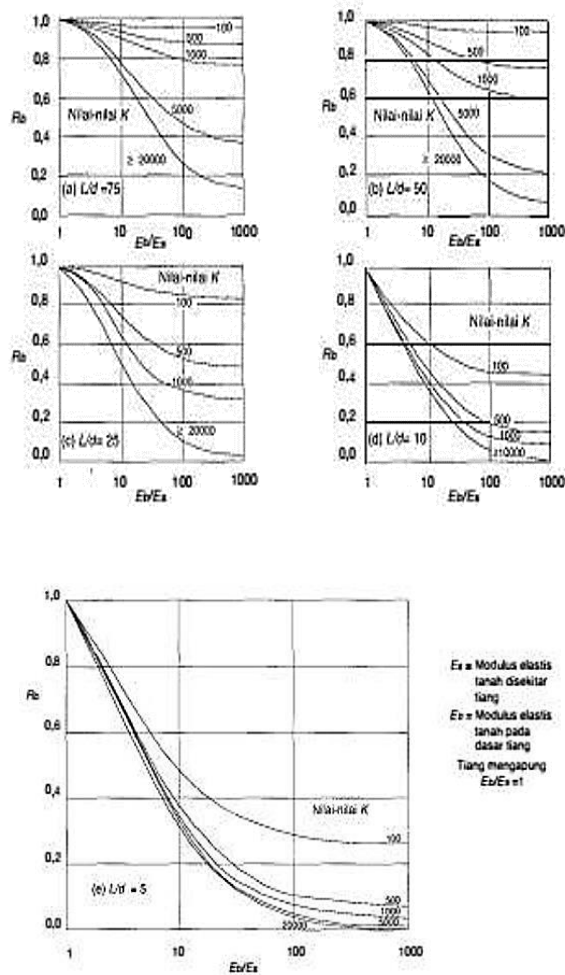 1,0
0,8
0,6
0,4
0,2
0,0
Rb
100
500
1000
5000
≥ 20000
Nilai-nilai K
(a) L/d =75
1
10
100
1000
Eb/Es
1,0
0,8
0,6
0,4
0,2
0,0
100
500
1000
5000
≥ 20000
Nilai-nilai K
(b) L/d= 50
1
10
100
1000
Eb/Es
1,0
0,8
0,6
0,4
0,2
0,0
Rb
Nilai-nilai K
100
500
1000
≥ 20000
(c) L/d= 25
1
10
100
1000
Eb/Es
1,0
0,8
0,6
0,4
0,2
0,0
Nilai-nilai K
100
500
1000
≥10000
(d) L/d= 10
1
10
100
1000
Eb/Es
1,0
0,8
0,6
0,4
0,2
0,0
Rb
Nilai-nilai K
100
500
1000
5000
20000
(e) L/d = 5
1
10
100
1000
Eb/Es
Es = Modulus elastis
tanah disekitar
tiang
Eb = Modulus elastis
tanah pada
dasar tiang
Tiang mengapung
Eb/Es =1